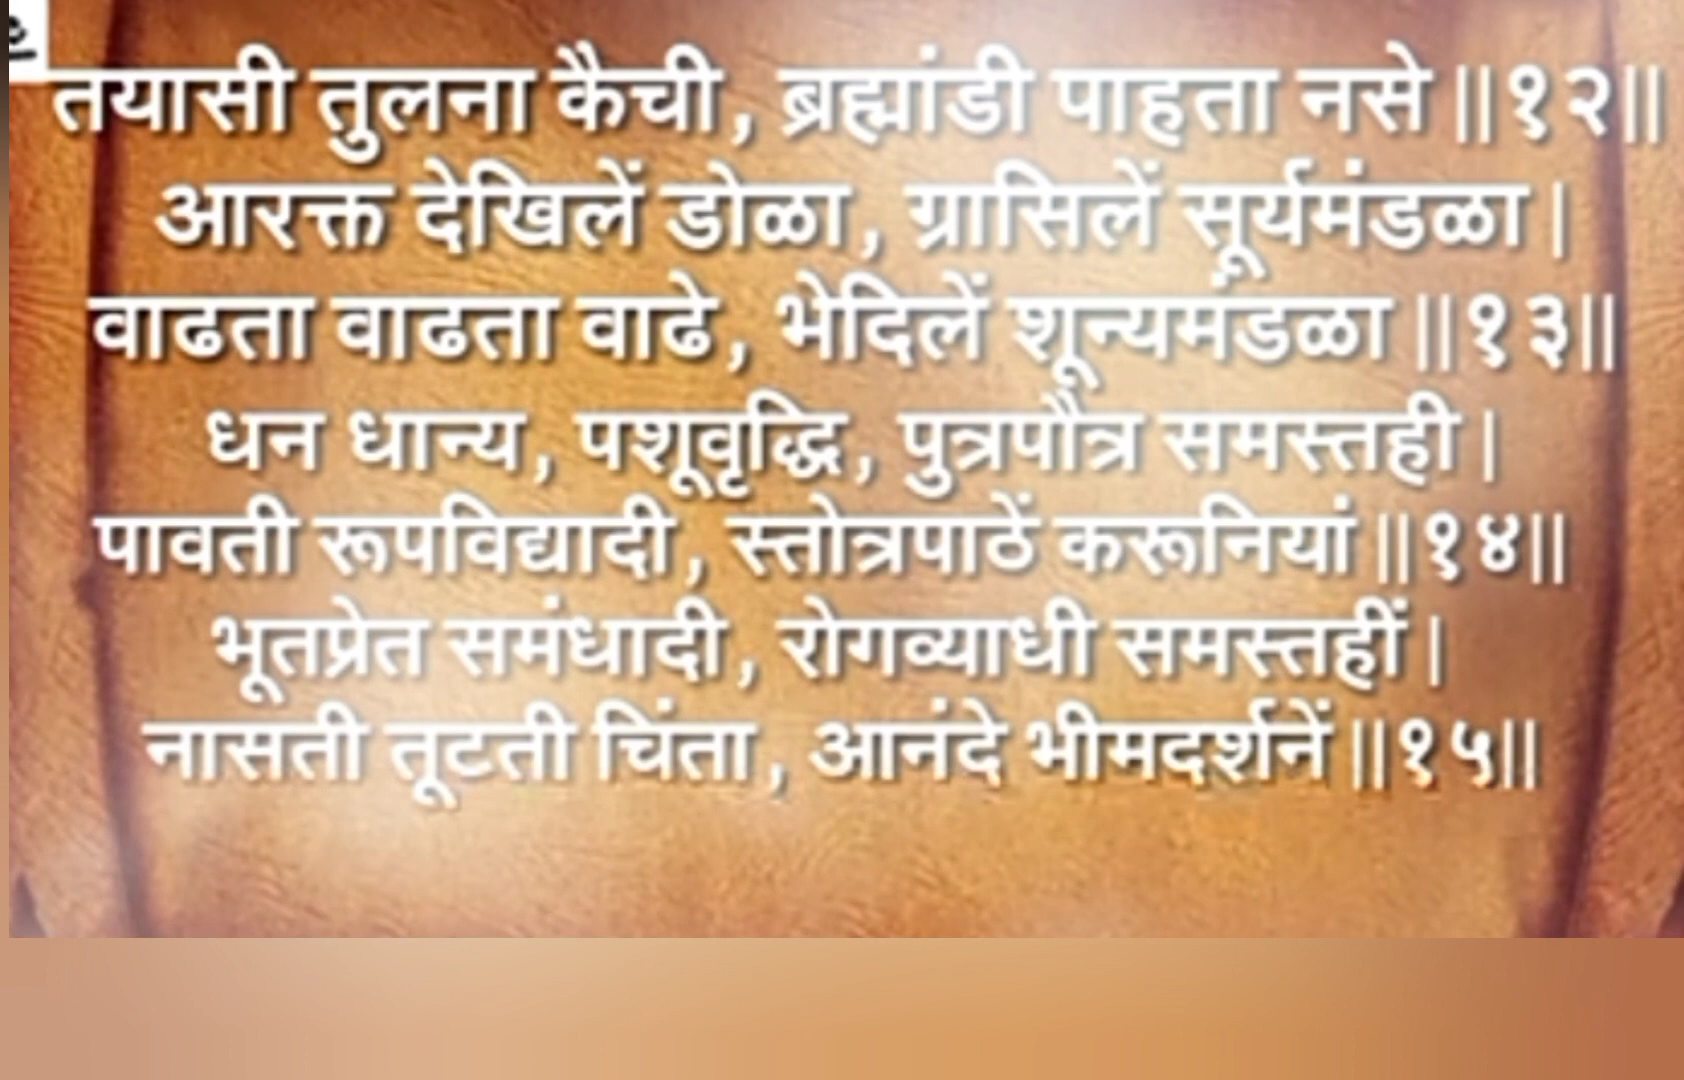 तयासी तुलना कैची, ब्रह्मांडी पाहता नसे ||१२||
आरक्त देखिलें डोळा, ग्रासिलें सूर्यमंडळा |
वाढता वाढता वाढे, भेदिलें शून्यमंडळा ||१३||
धन धान्य, पशूवृद्धि, पुत्रपौत्र समस्तही |
पावती रूपविद्यादी, स्तोत्रपाठें करूनियां ||१४||
भूतप्रेत समंधादी, रोगव्याधी समस्तहीं |
नासती तूटती चिंता, आनंदे भीमदर्शनें ||१५||